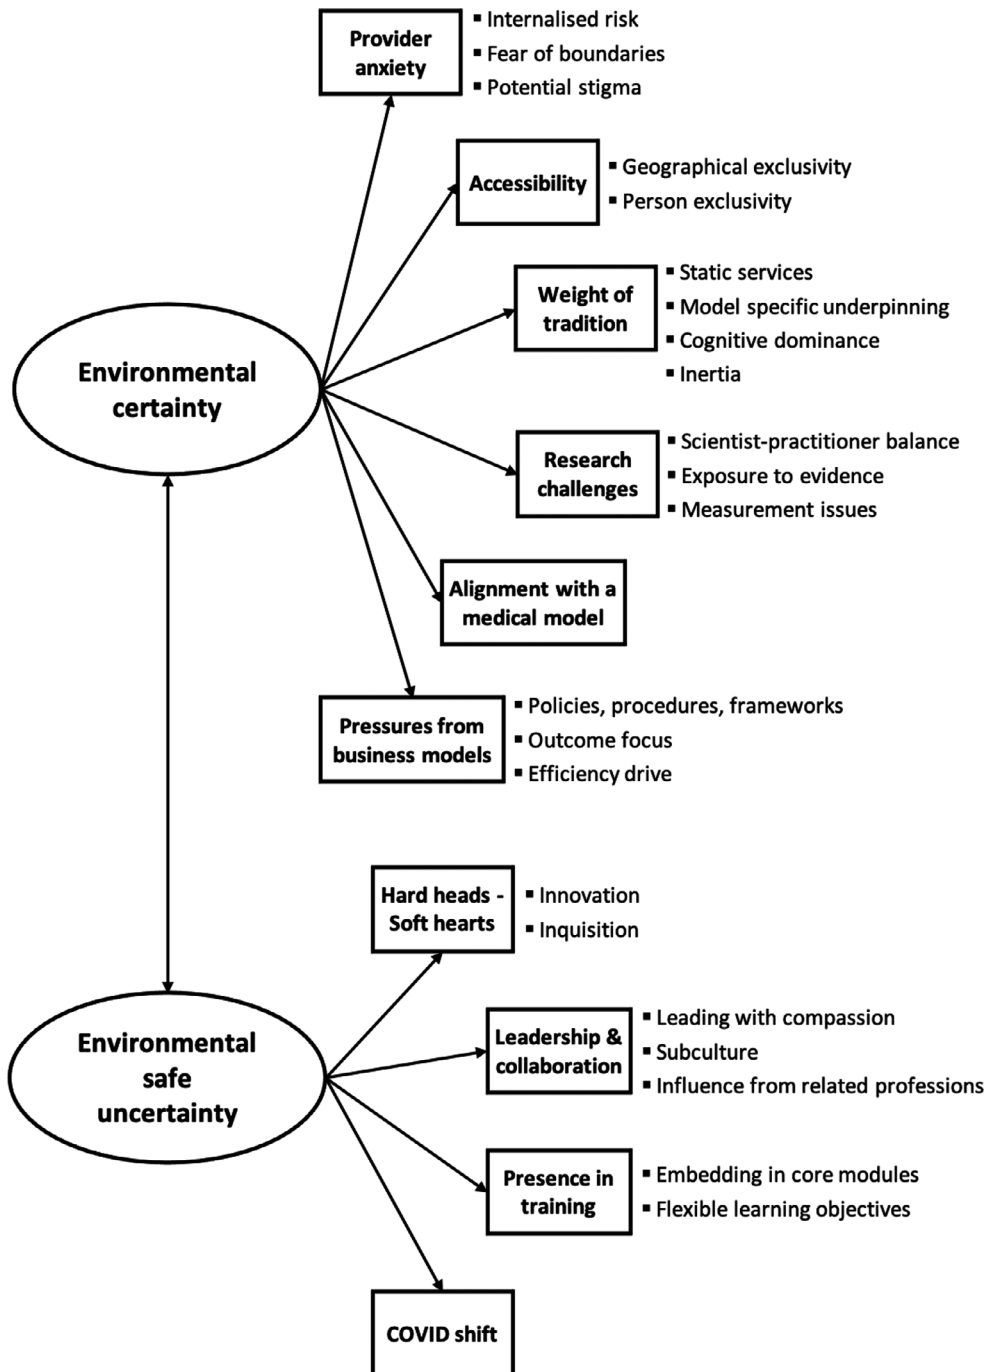 Provider
anxiety
▪ Internalised risk
▪ Fear of boundaries
▪ Potential stigma
Accessibility
▪ Geographical exclusivity
▪ Person exclusivity
Weight of
tradition
▪ Static services
▪ Model specific underpinning
▪ Cognitive dominance
▪ Inertia
Environmental
certainty
Research
challenges
▪ Scientist-practitioner balance
▪ Exposure to evidence
▪ Measurement issues
Alignment with a
medical model
Pressures from
business models
▪ Policies, procedures, frameworks
▪ Outcome focus
▪ Efficiency drive
Hard heads -
Soft hearts
▪ Innovation
▪ Inquisition
Environmental
safe
uncertainty
Leadership &
collaboration
▪ Leading with compassion
▪ Subculture
▪ Influence from related professions
Presence in
training
▪ Embedding in core modules
▪ Flexible learning objectives
COVID shift